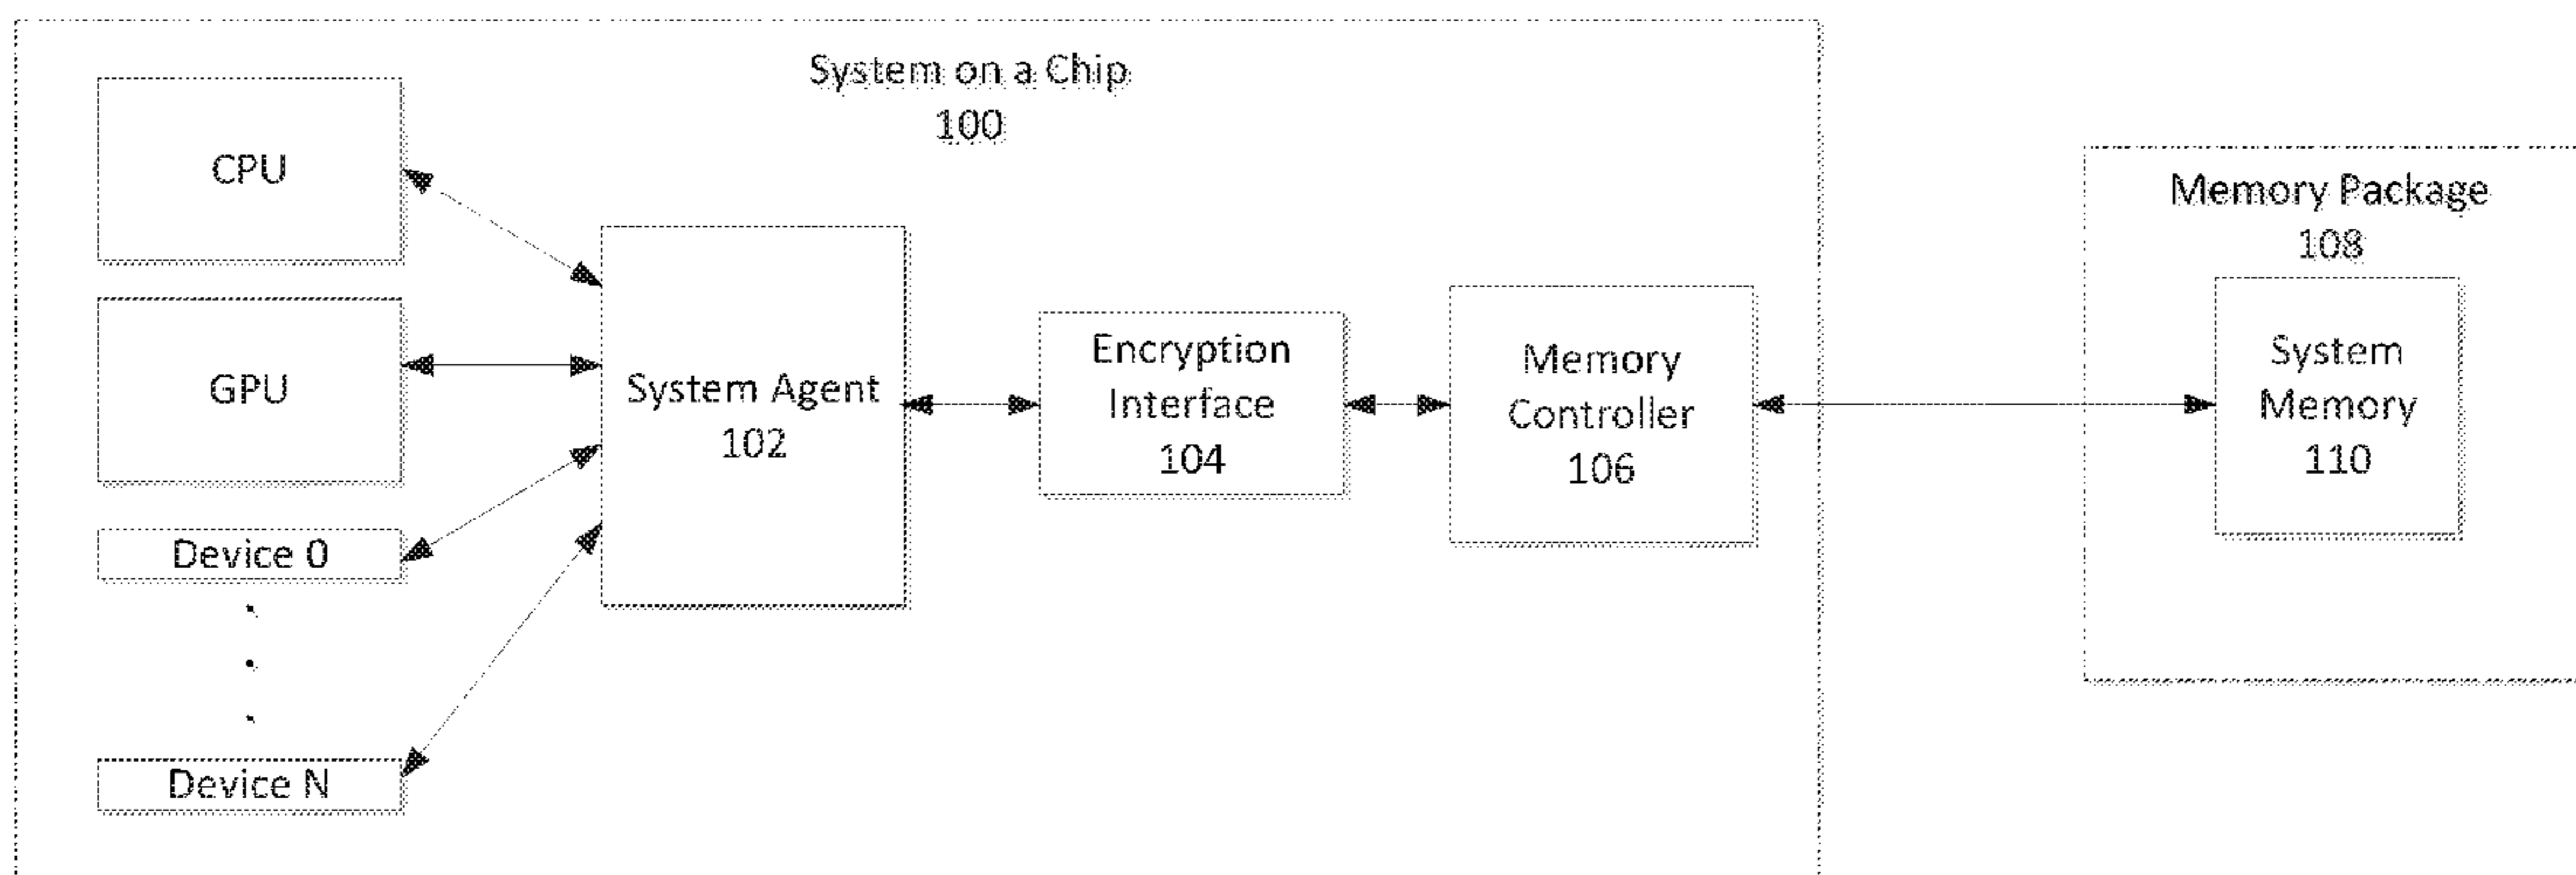 System on a Chip
100
CPU
GPU
Device 0
Device N
System Agent
102
Encryption
Interface
104
Memory
Controller
106
Memory Package
108
System
Memory
110